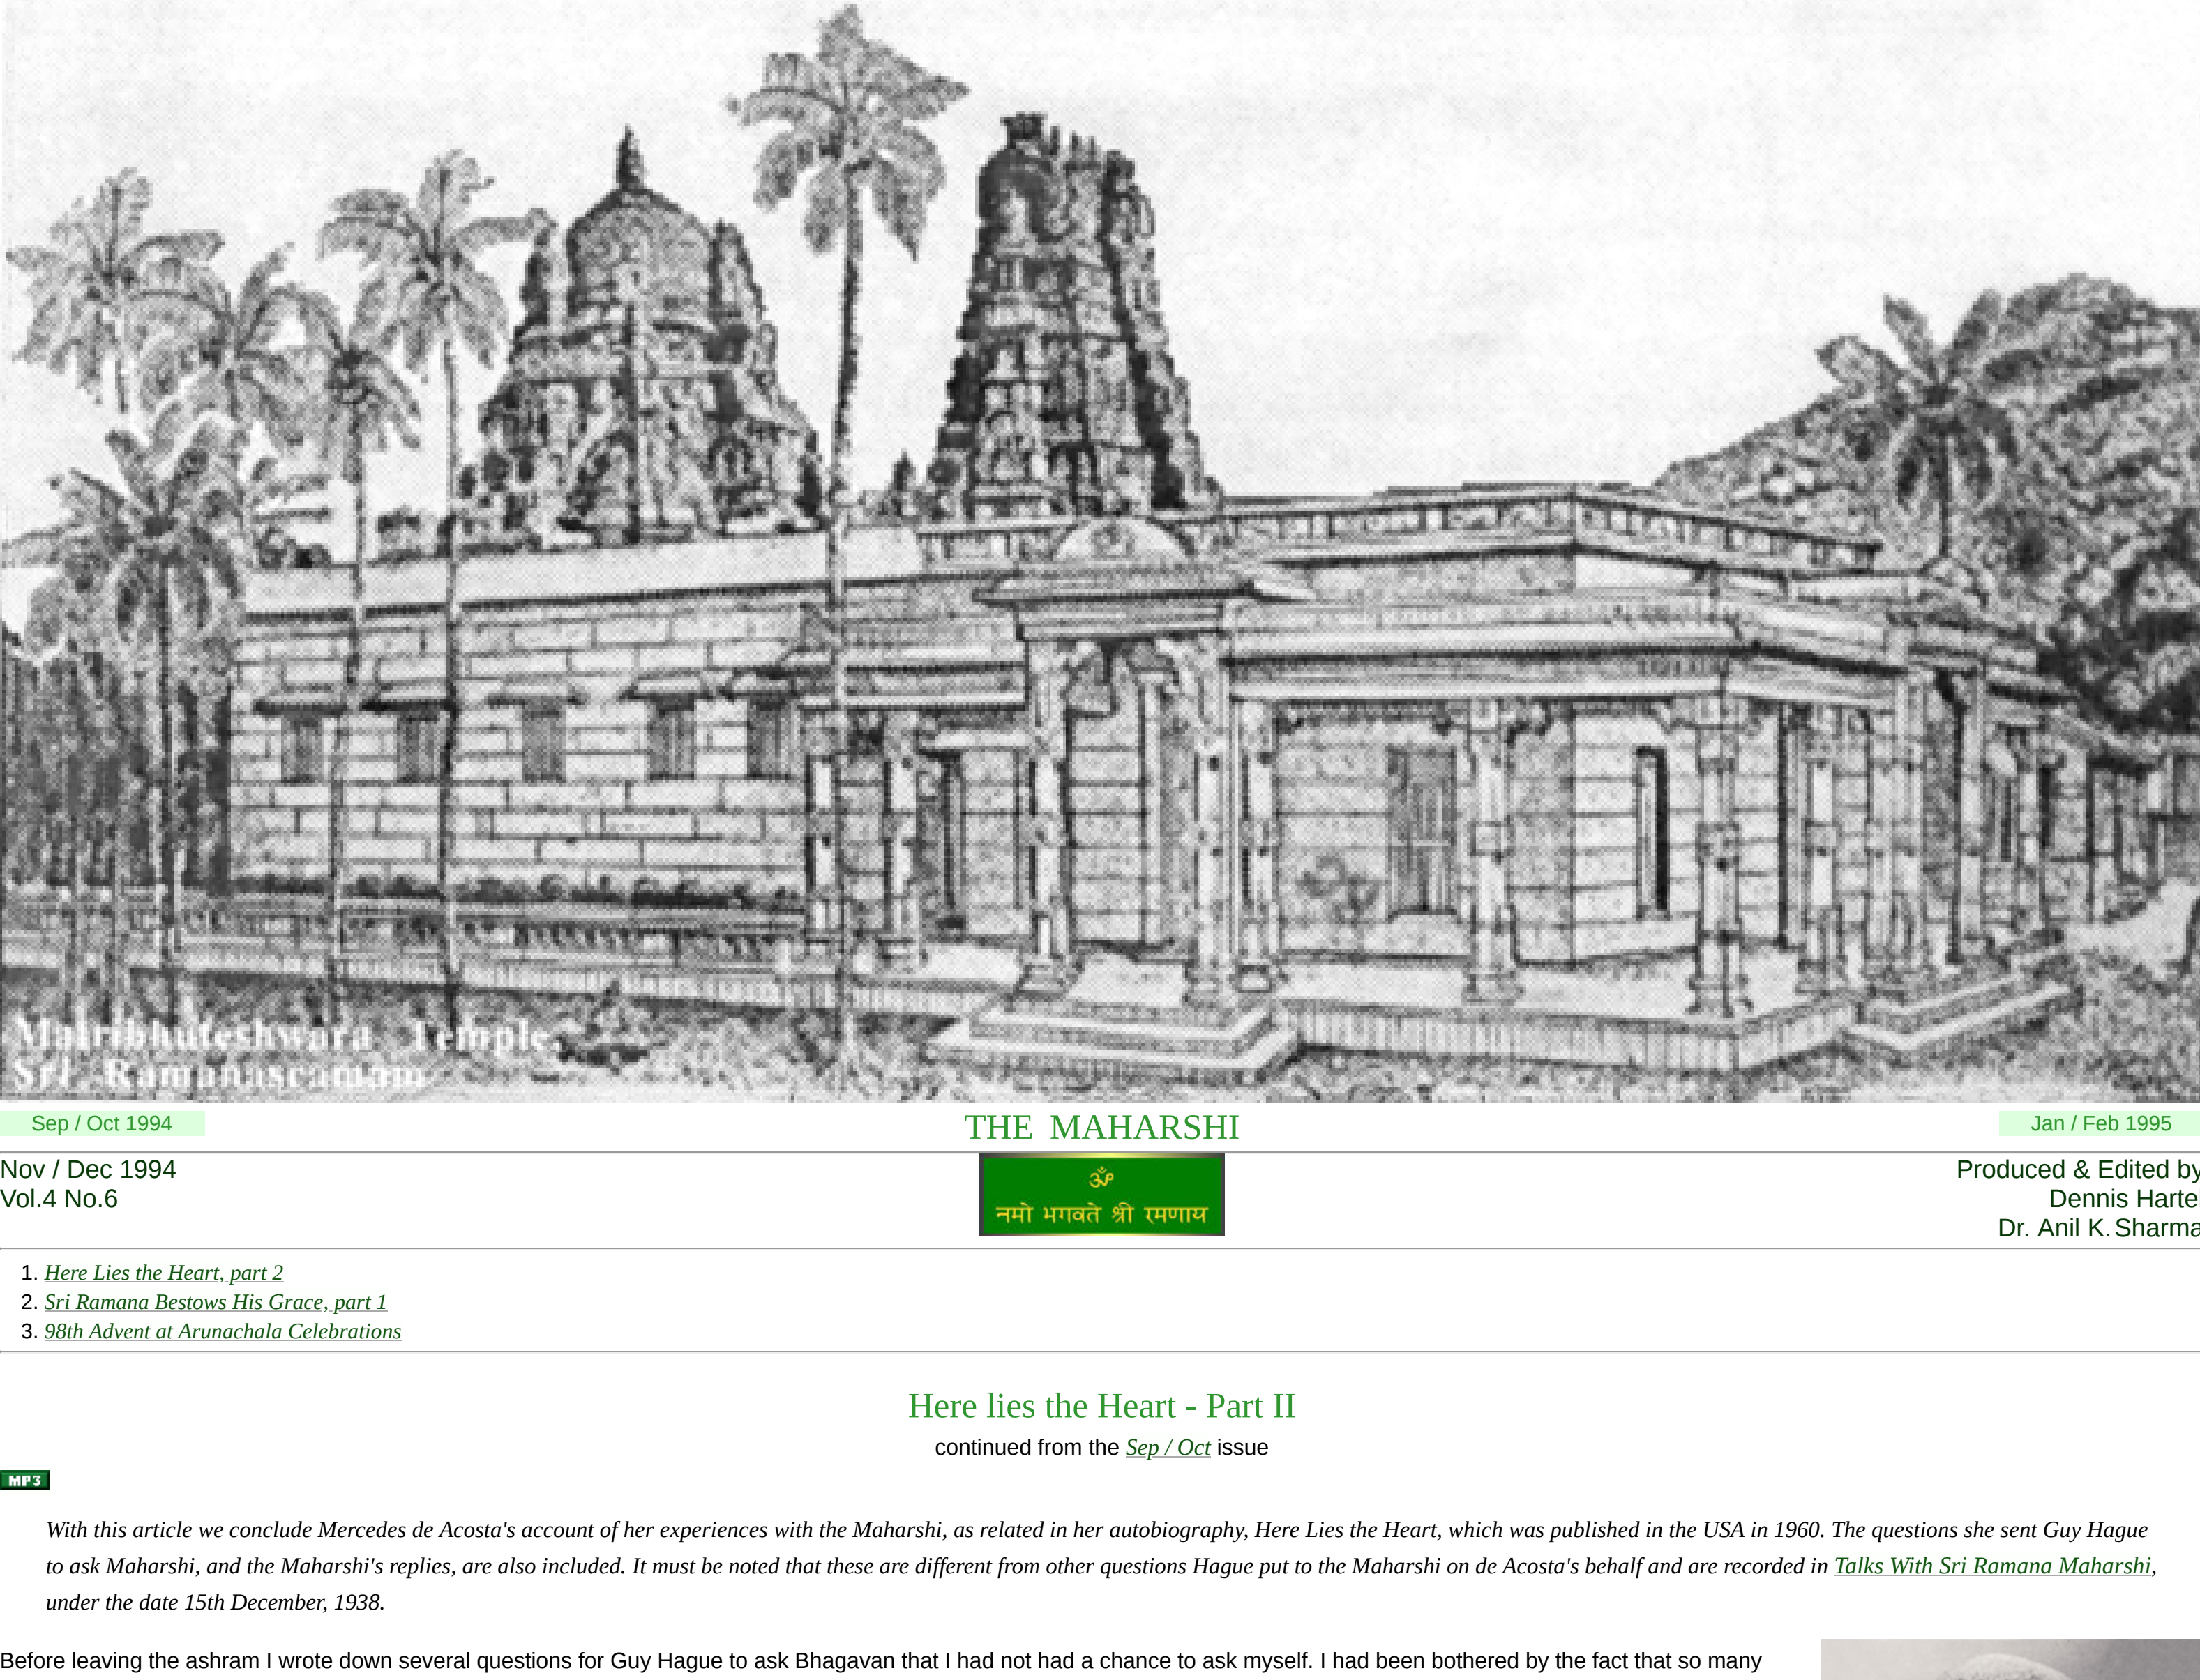 Matribhuteshwara Temple,
Sri Ramanasramam
Sep / Oct 1994
THE MAHARSHI
Jan / Feb 1995
Nov / Dec 1994
Vol.4 No.6
ॐ
नमो भगवते श्री रमणाय
Produced & Edited by
Dennis Harte
Dr. Anil K. Sharma
1. Here Lies the Heart, part 2
2. Sri Ramana Bestows His Grace, part 1
3. 98th Advent at Arunachala Celebrations
Here lies the Heart - Part II
continued from the Sep / Oct issue
MP3
With this article we conclude Mercedes de Acosta's account of her experiences with the Maharshi, as related in her autobiography, Here Lies the Heart, which was published in the USA in 1960. The questions she sent Guy Hague
to ask Maharshi, and the Maharshi's replies, are also included. It must be noted that these are different from other questions Hague put to the Maharshi on de Acosta's behalf and are recorded in Talks With Sri Ramana Maharshi,
under the date 15th December, 1938.
Before leaving the ashram I wrote down several questions for Guy Hague to ask Bhagavan that I had not had a chance to ask myself. I had been bothered by the fact that so many